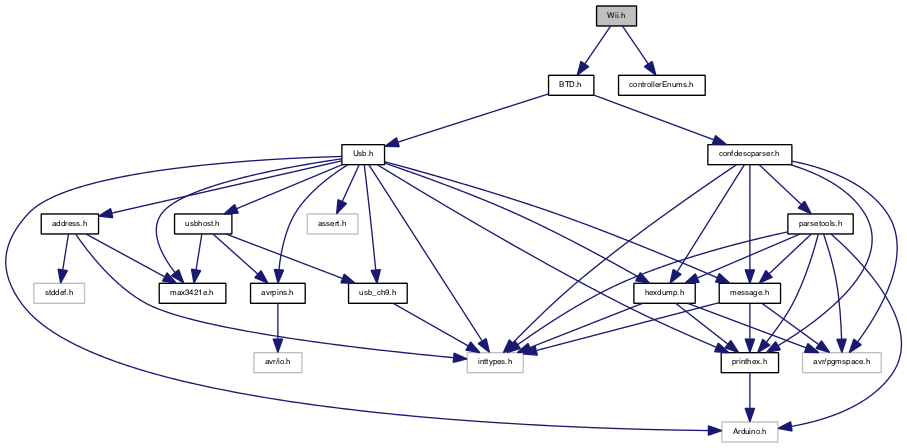 Wii.h
BTD.h
controllerEnums.h
Usb.h
confdescparser.h
address.h
usbhost.h
assert.h
parsetools.h
stddef.h
max3421e.h
avrpins.h
usb_ch9.h
hexdump.h
message.h
avr/io.h
inttypes.h
printhex.h
avr/pgmspace.h
Arduino.h